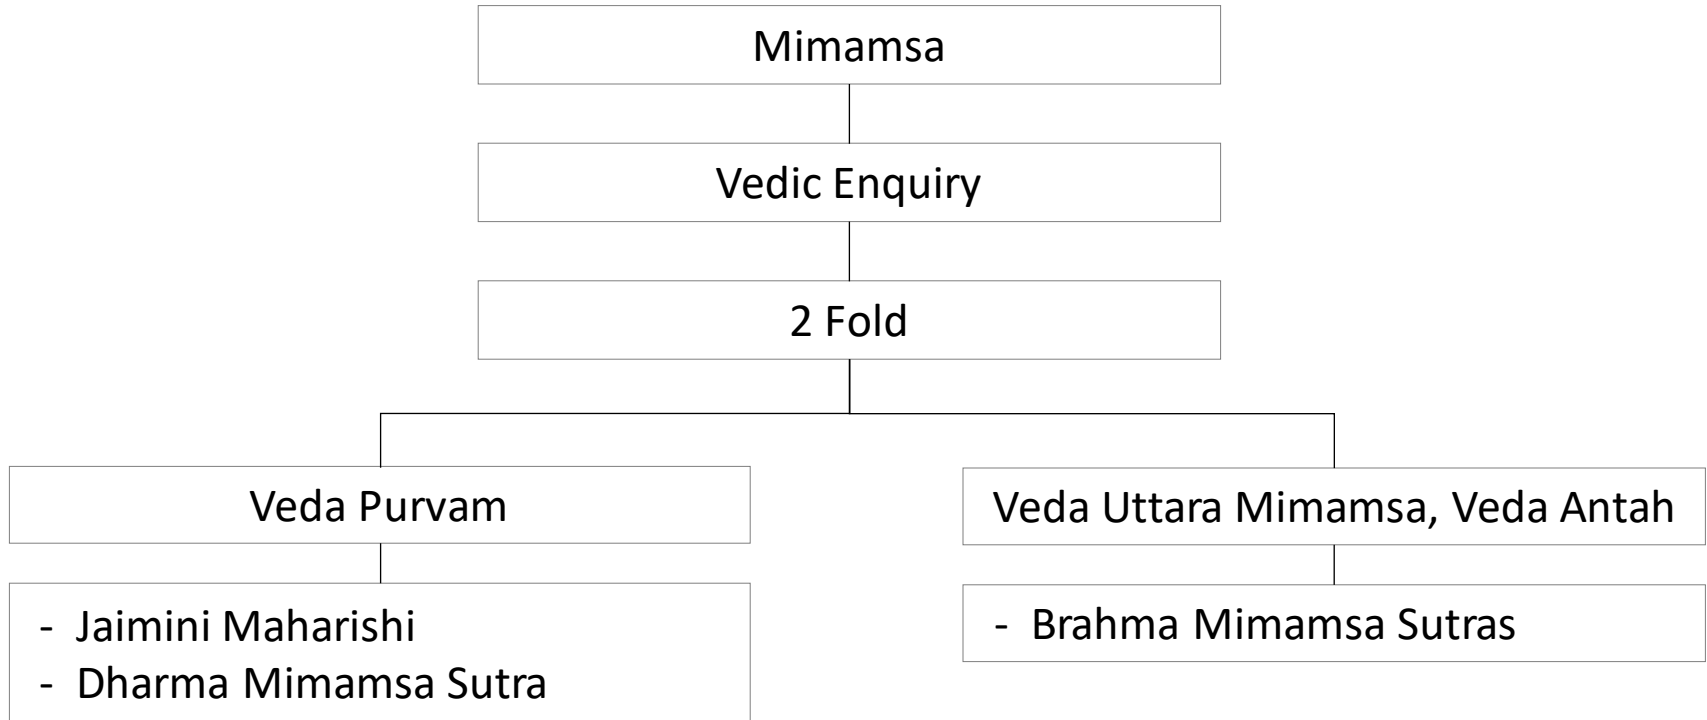 Mimamsa
Vedic Enquiry
2 Fold
Veda Purvam
- Jaimini Maharishi
- Dharma Mimamsa Sutra
Veda Uttara Mimamsa, Veda Antah
- Brahma Mimamsa Sutras